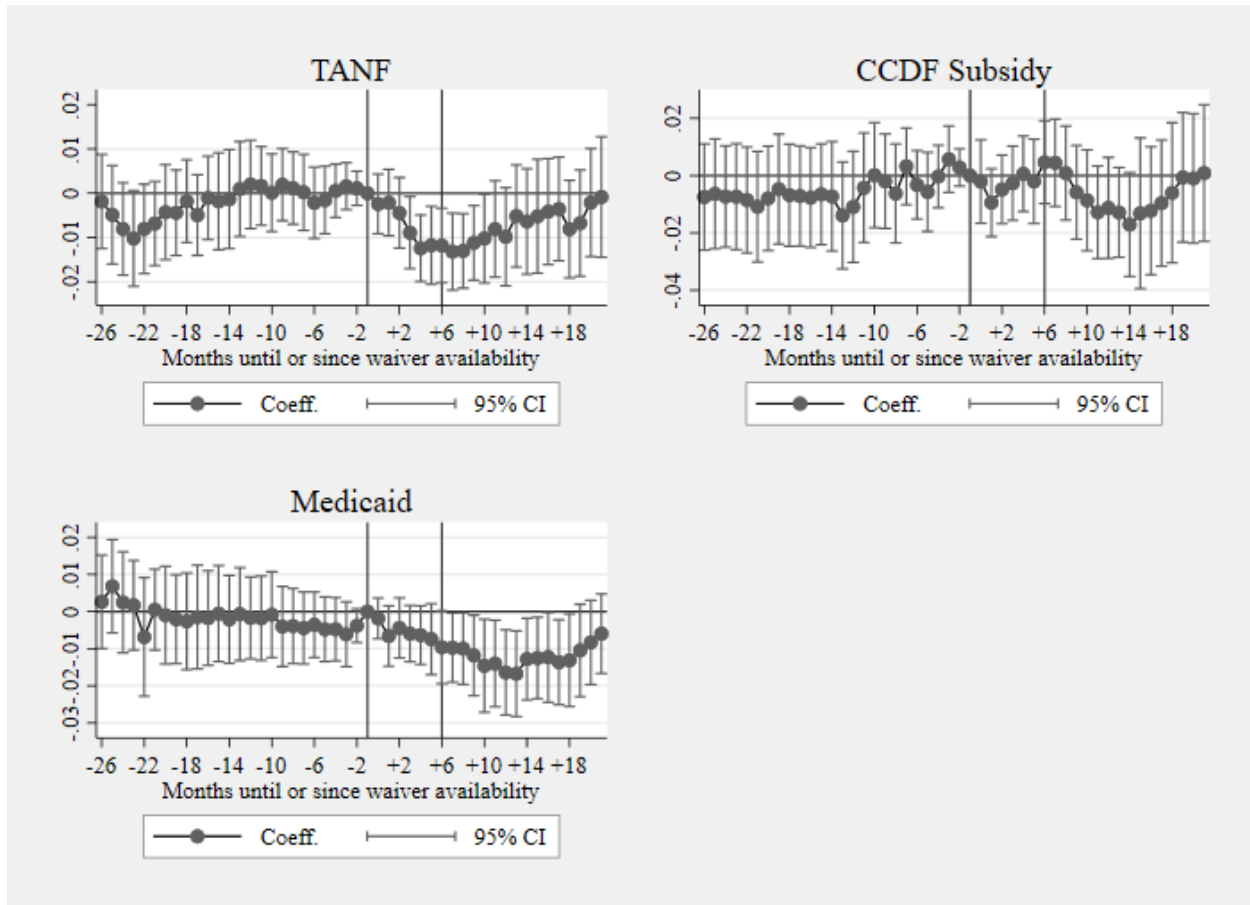 TANF
.02
.01
0
-.01
-.02
-26 -22 -18 -14 -10 -6 -2 +2 +6 +10 +14 +18
Months until or since waiver availability
Coeff. 95% CI
CCDF Subsidy
.02
0
-.02
-.04
-26 -22 -18 -14 -10 -6 -2 +2 +6 +10 +14 +18
Months until or since waiver availability
Coeff. 95% CI
Medicaid
.02
.01
0
-.01
-.02
-.03
-26 -22 -18 -14 -10 -6 -2 +2 +6 +10 +14 +18
Months until or since waiver availability
Coeff. 95% CI